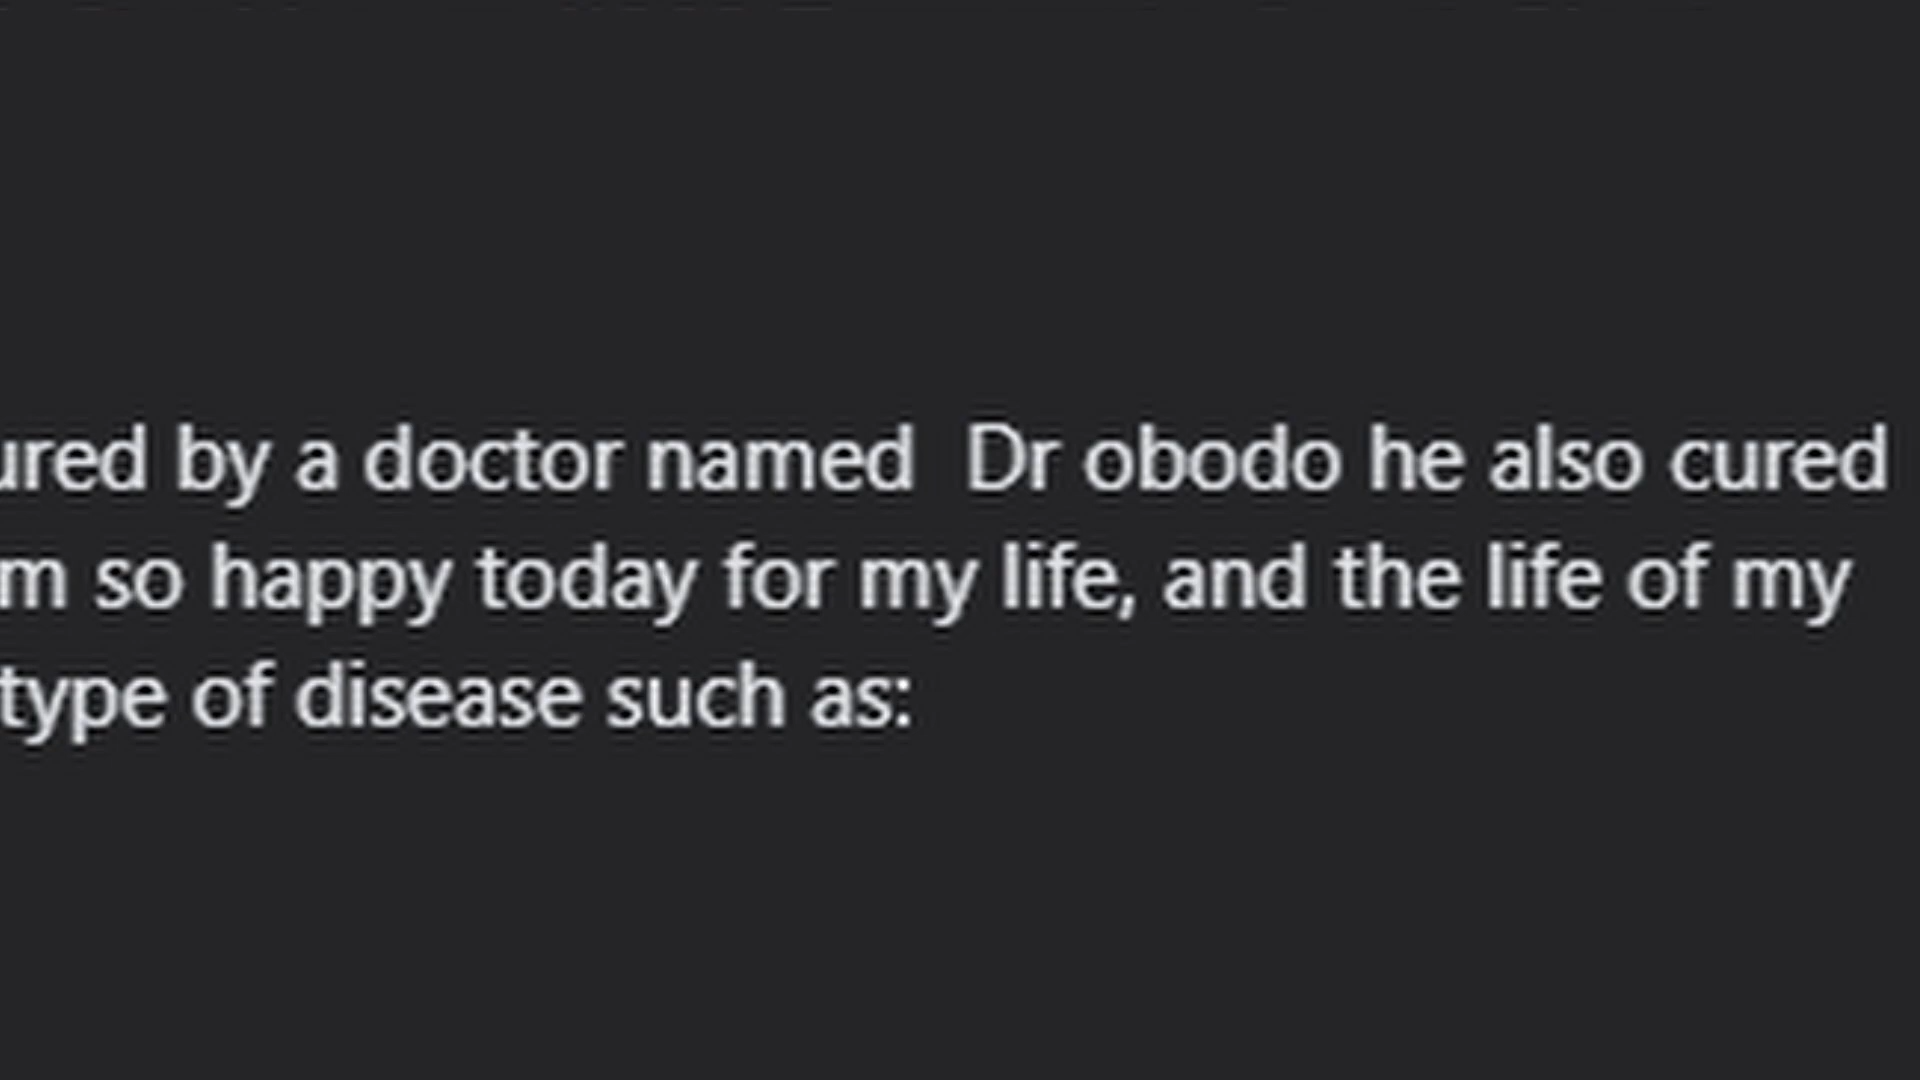 ured by a doctor named  Dr obodo he also cured
m so happy today for my life, and the life of my
type of disease such as: